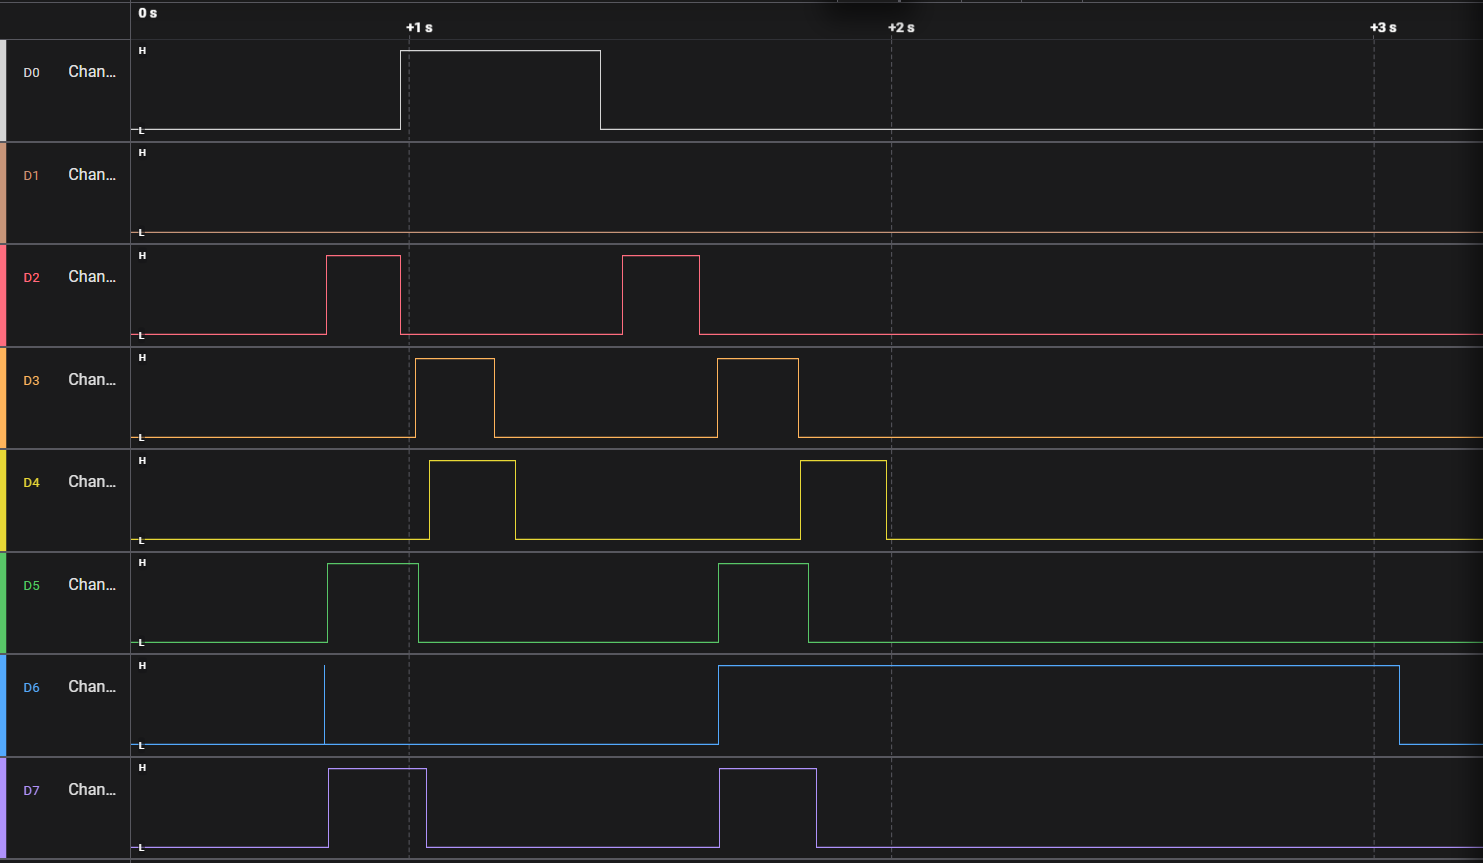 0 s
+1 s +2 s +3 s
H
D0 Chan...
L
H
D1 Chan...
L
H
D2 Chan...
L
H
D3 Chan...
L
H
D4 Chan...
L
H
D5 Chan...
L
H
D6 Chan...
L
H
D7 Chan...
L